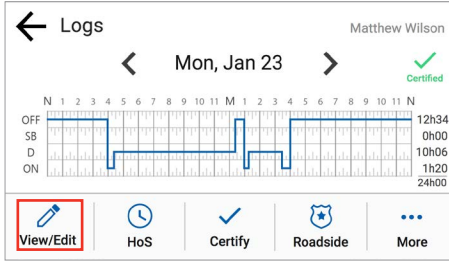 Logs
Matthew Wilson
Mon, Jan 23
Certified
N 1 2 3 4 5 6 7 8 9 10 11 M 1 2 3 4 5 6 7 8 9 10 11 N
OFF 12h34
SB 0h00
D 10h06
ON 1h20
24h00
View/Edit HoS Certify Roadside More